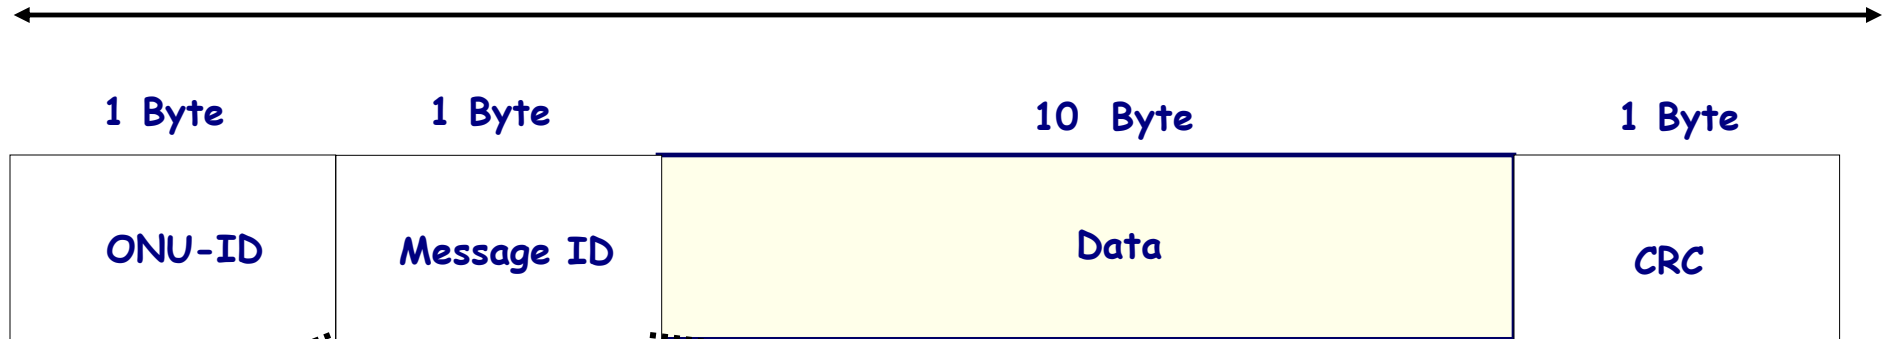 1 Byte 1 Byte 10 Byte 1 Byte
ONU-ID Message ID Data CRC